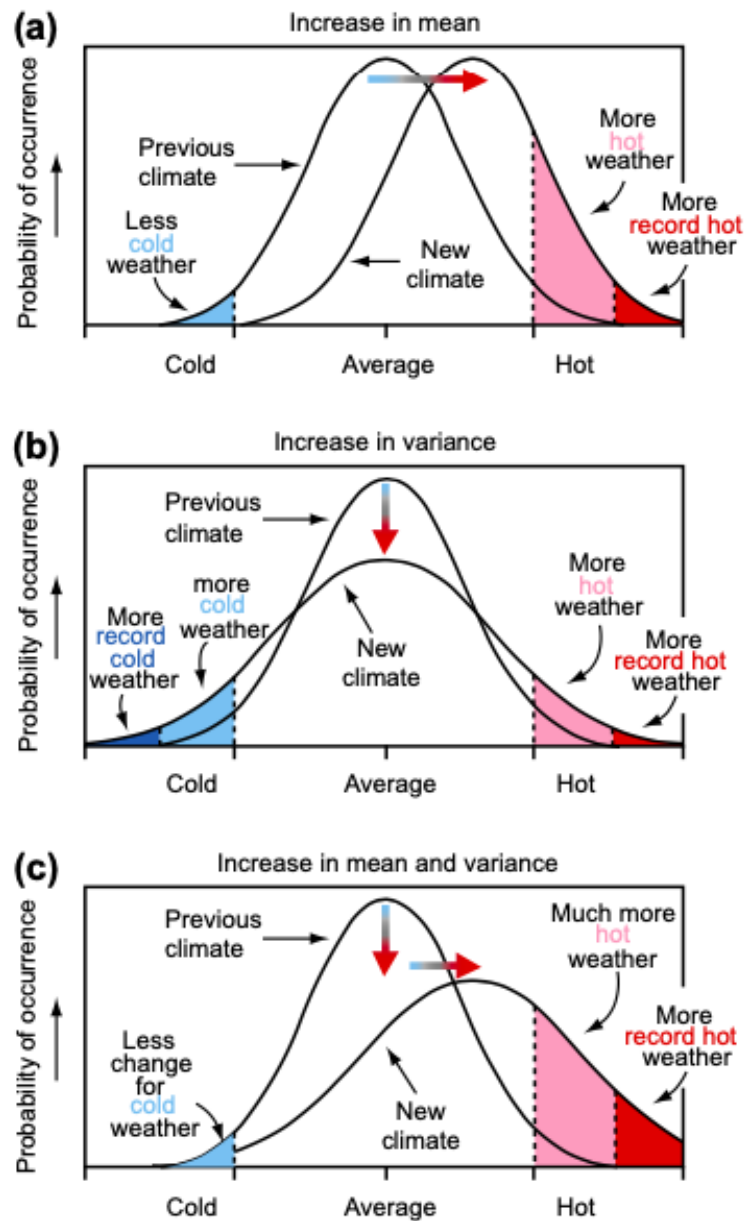 (a)
Increase in mean
Probability of occurrence
Previous
climate
Less
cold
weather
New
climate
More
hot
weather
More
record hot
weather
Cold
Average
Hot
(b)
Increase in variance
Probability of occurrence
Previous
climate
more
cold
weather
More
record
cold
weather
New
climate
More
hot
weather
More
record hot
weather
Cold
Average
Hot
(c)
Increase in mean and variance
Probability of occurrence
Previous
climate
Less
change
for
cold
weather
New
climate
Much more
hot
weather
More
record hot
weather
Cold
Average
Hot